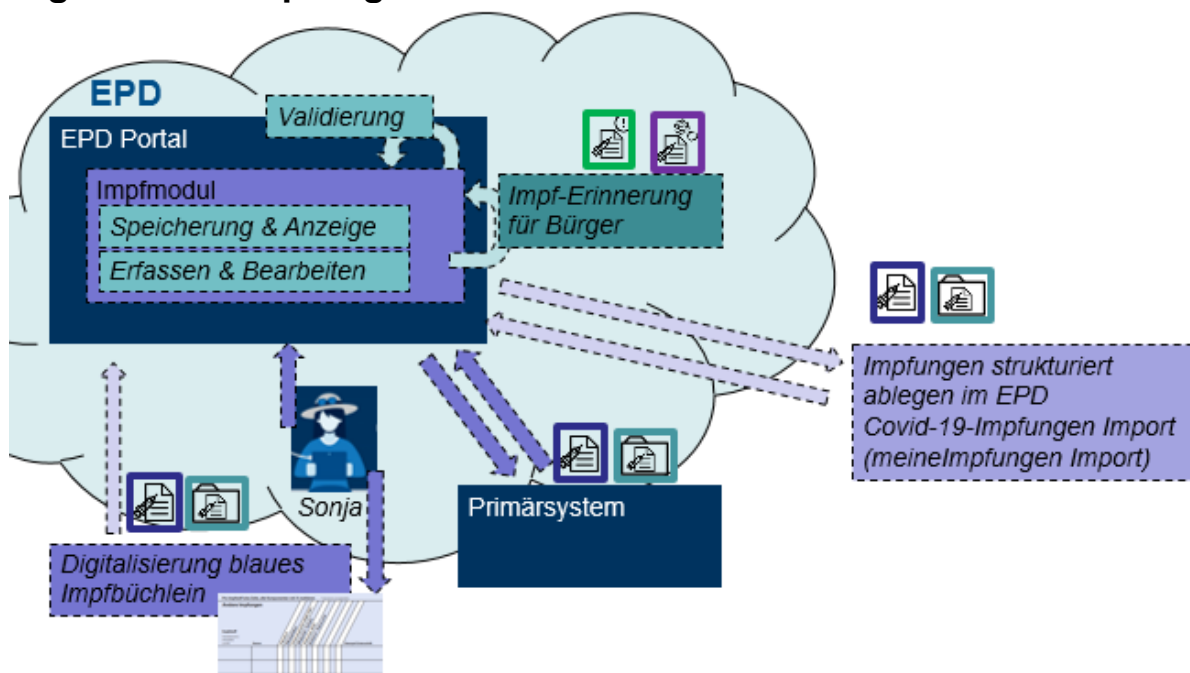 EPD
Validierung
EPD Portal
Impfmodul
Speicherung & Anzeige
Erfassen & Bearbeiten
Impf-Erinnerung
für Bürger
Impfungen strukturiert
ablegen im EPD
Covid-19-Impfungen Import
(meineImpfungen Import)
Sonja
Primärsystem
Digitalisierung blaues
Impfbüchlein